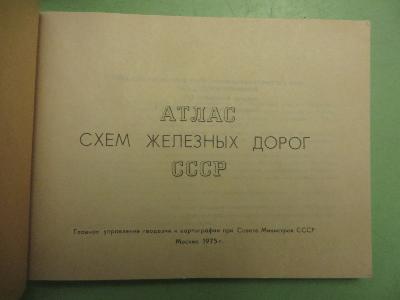 АТЛАС
СХЕМ ЖЕЛЕЗНЫХ ДОРОГ
СССР
Главное управление геодезии и картографии при Совете Министров СССР
Москва 1975 г.